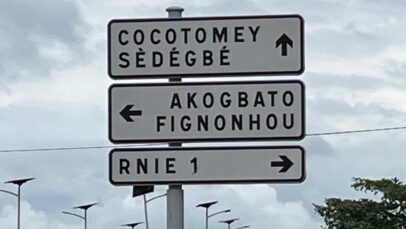 COCOTOMEY
SÈDÉGBÉ
AKOGBATO
FIGNONHOU
RNIE 1